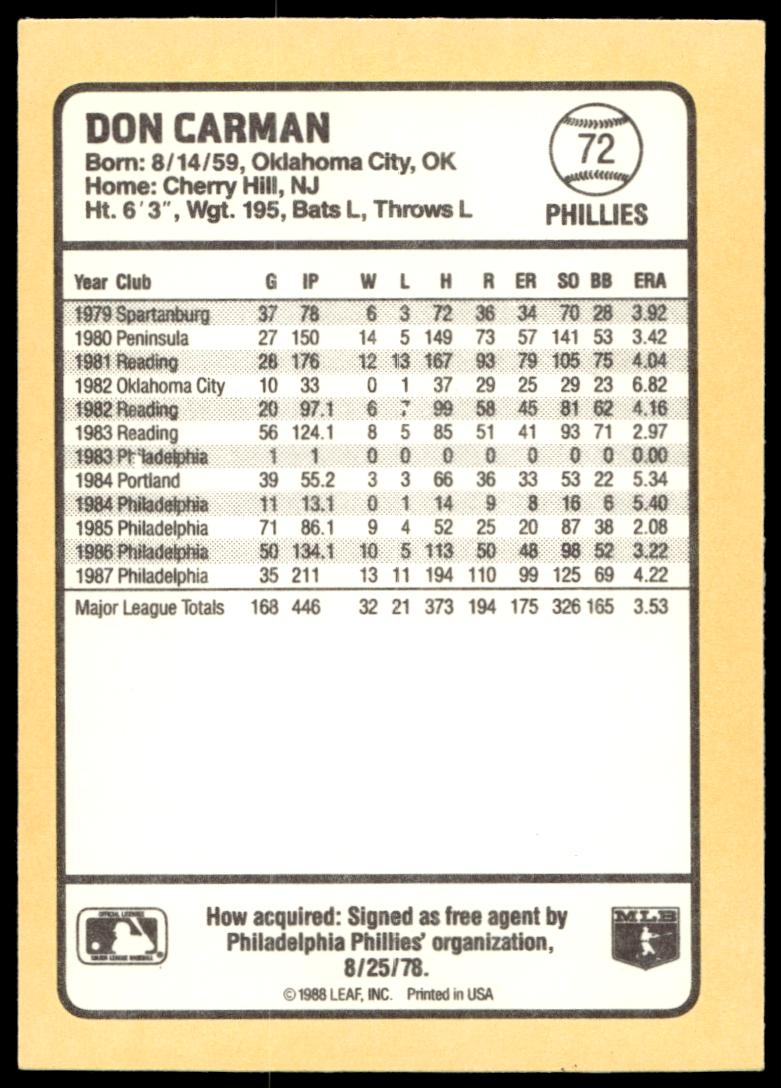 DON CARMAN
Born: 8/14/59, Oklahoma City, OK
Home: Cherry Hill, NJ
Ht. 6'3", Wgt. 195, Bats L, Throws L
72
PHILLIES
Year Club G IP W L H R ER SO BB ERA
1979 Spartanburg 37 78 6 3 72 36 34 70 28 3.92
1980 Peninsula 27 150 14 5 149 73 57 141 53 3.42
1981 Reading 28 176 12 13 167 93 79 105 75 4.04
1982 Oklahoma City 10 33 0 1 37 29 25 29 23 6.82
1982 Reading 20 97.1 6 7 99 58 45 81 62 4.16
1983 Reading 56 124.1 8 5 85 51 41 93 71 2.97
1983 Philadelphia 1 1 0 0 0 0 0 0 0 0.00
1984 Portland 39 55.2 3 3 66 36 33 53 22 5.34
1984 Philadelphia 11 13.1 0 1 14 9 8 16 6 5.40
1985 Philadelphia 71 86.1 9 4 52 25 20 87 38 2.08
1986 Philadelphia 50 134.1 10 5 113 50 48 98 52 3.22
1987 Philadelphia 35 211 13 11 194 110 99 125 69 4.22
Major League Totals 168 446 32 21 373 194 175 326 165 3.53
OFFICIAL LICENSEE
MAJOR LEAGUE BASEBALL®
How acquired: Signed as free agent by
Philadelphia Phillies' organization,
8/25/78.
MLB
©1988 LEAF, INC. Printed in USA